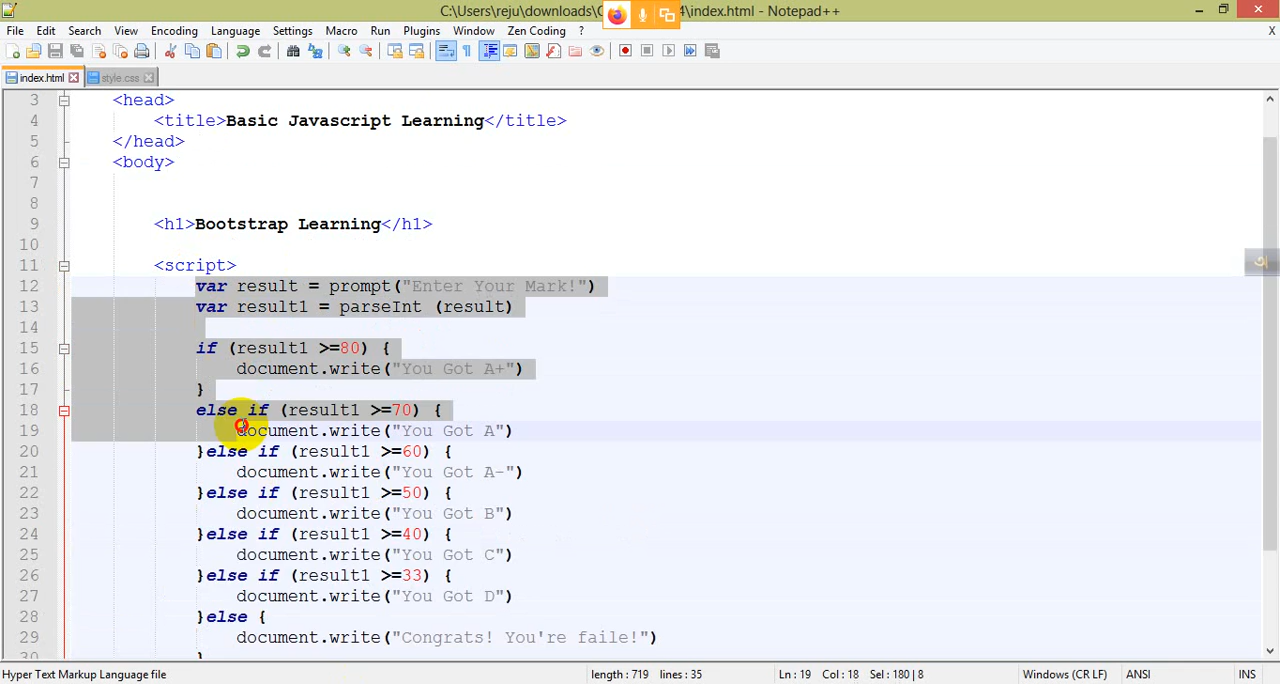 C:\Users\reju\downloads\C 4\index.html - Notepad++
File Edit Search View Encoding Language Settings Macro Run Plugins Window Zen Coding ? X
index.html style.css
3 <head>
4 <title>Basic Javascript Learning</title>
5 </head>
6 <body>
7
8
9 <h1>Bootstrap Learning</h1>
10
11 <script>
12 var result = prompt("Enter Your Mark!")
13 var result1 = parseInt (result)
14
15 if (result1 >=80) {
16 document.write("You Got A+")
17 }
18 else if (result1 >=70) {
19 document.write("You Got A")
20 }else if (result1 >=60) {
21 document.write("You Got A-")
22 }else if (result1 >=50) {
23 document.write("You Got B")
24 }else if (result1 >=40) {
25 document.write("You Got C")
26 }else if (result1 >=33) {
27 document.write("You Got D")
28 }else {
29 document.write("Congrats! You're faile!")
30 }
Hyper Text Markup Language file length : 719 lines : 35 Ln : 19 Col : 18 Sel : 180 | 8 Windows (CR LF) ANSI INS